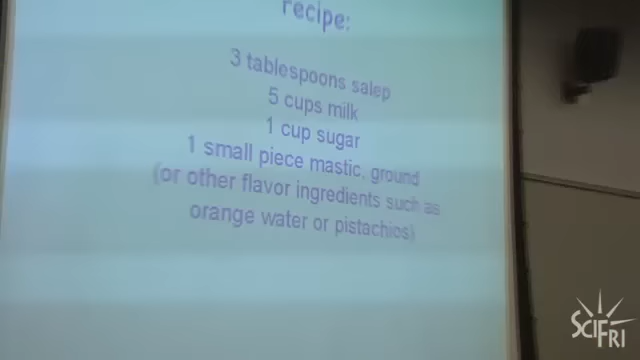 recipe:
3 tablespoons salep
5 cups milk
1 cup sugar
1 small piece mastic, ground
(or other flavor ingredients such as
orange water or pistachios)
SCIFRI